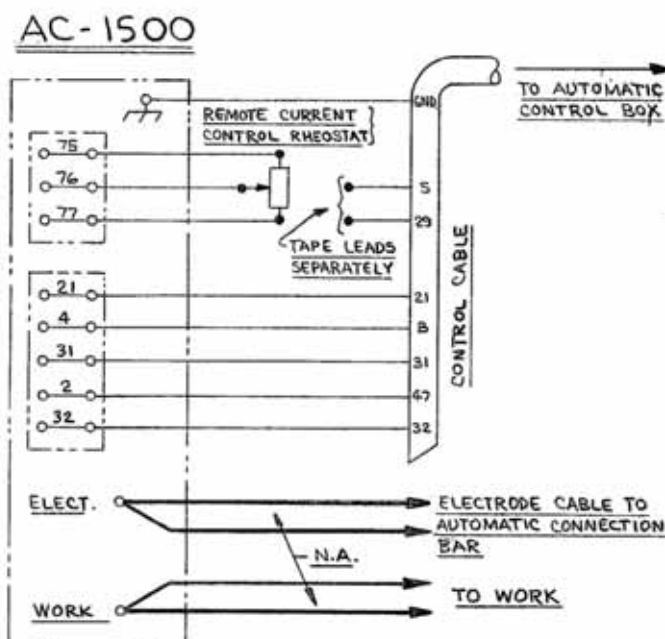 AC-1500
TO AUTOMATIC
CONTROL BOX
GND
REMOTE CURRENT
CONTROL RHEOSTAT
75
76
77
S
29
TAPE LEADS
SEPARATELY
CONTROL CABLE
21
21
4
B
31
31
2
67
32
32
ELECT.
ELECTRODE CABLE TO
AUTOMATIC CONNECTION
BAR
N.A.
WORK
TO WORK